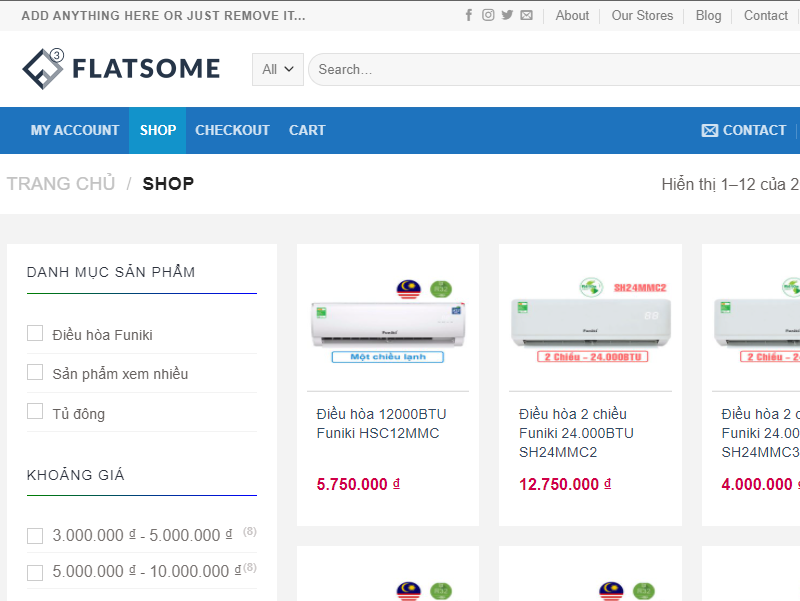 ADD ANYTHING HERE OR JUST REMOVE IT...
About
Our Stores
Blog
Contact
3
FLATSOME
All
Search...
MY ACCOUNT
SHOP
CHECKOUT
CART
CONTACT
TRANG CHỦ / SHOP
Hiển thị 1–12 của 2
DANH MỤC SẢN PHẨM
Điều hòa Funiki
Sản phẩm xem nhiều
Tủ đông
KHOẢNG GIÁ
3.000.000 ₫ - 5.000.000 ₫ (8)
5.000.000 ₫ - 10.000.000 ₫ (8)
Funiki
Một chiều lạnh
Điều hòa 12000BTU
Funiki HSC12MMC
5.750.000 ₫
SH24MMC2
Funiki
2 Chiều - 24.000BTU
Điều hòa 2 chiều
Funiki 24.000BTU
SH24MMC2
12.750.000 ₫
2 Chiều - 24
Điều hòa 2 c
Funiki 24.00
SH24MMC3
4.000.000 ₫